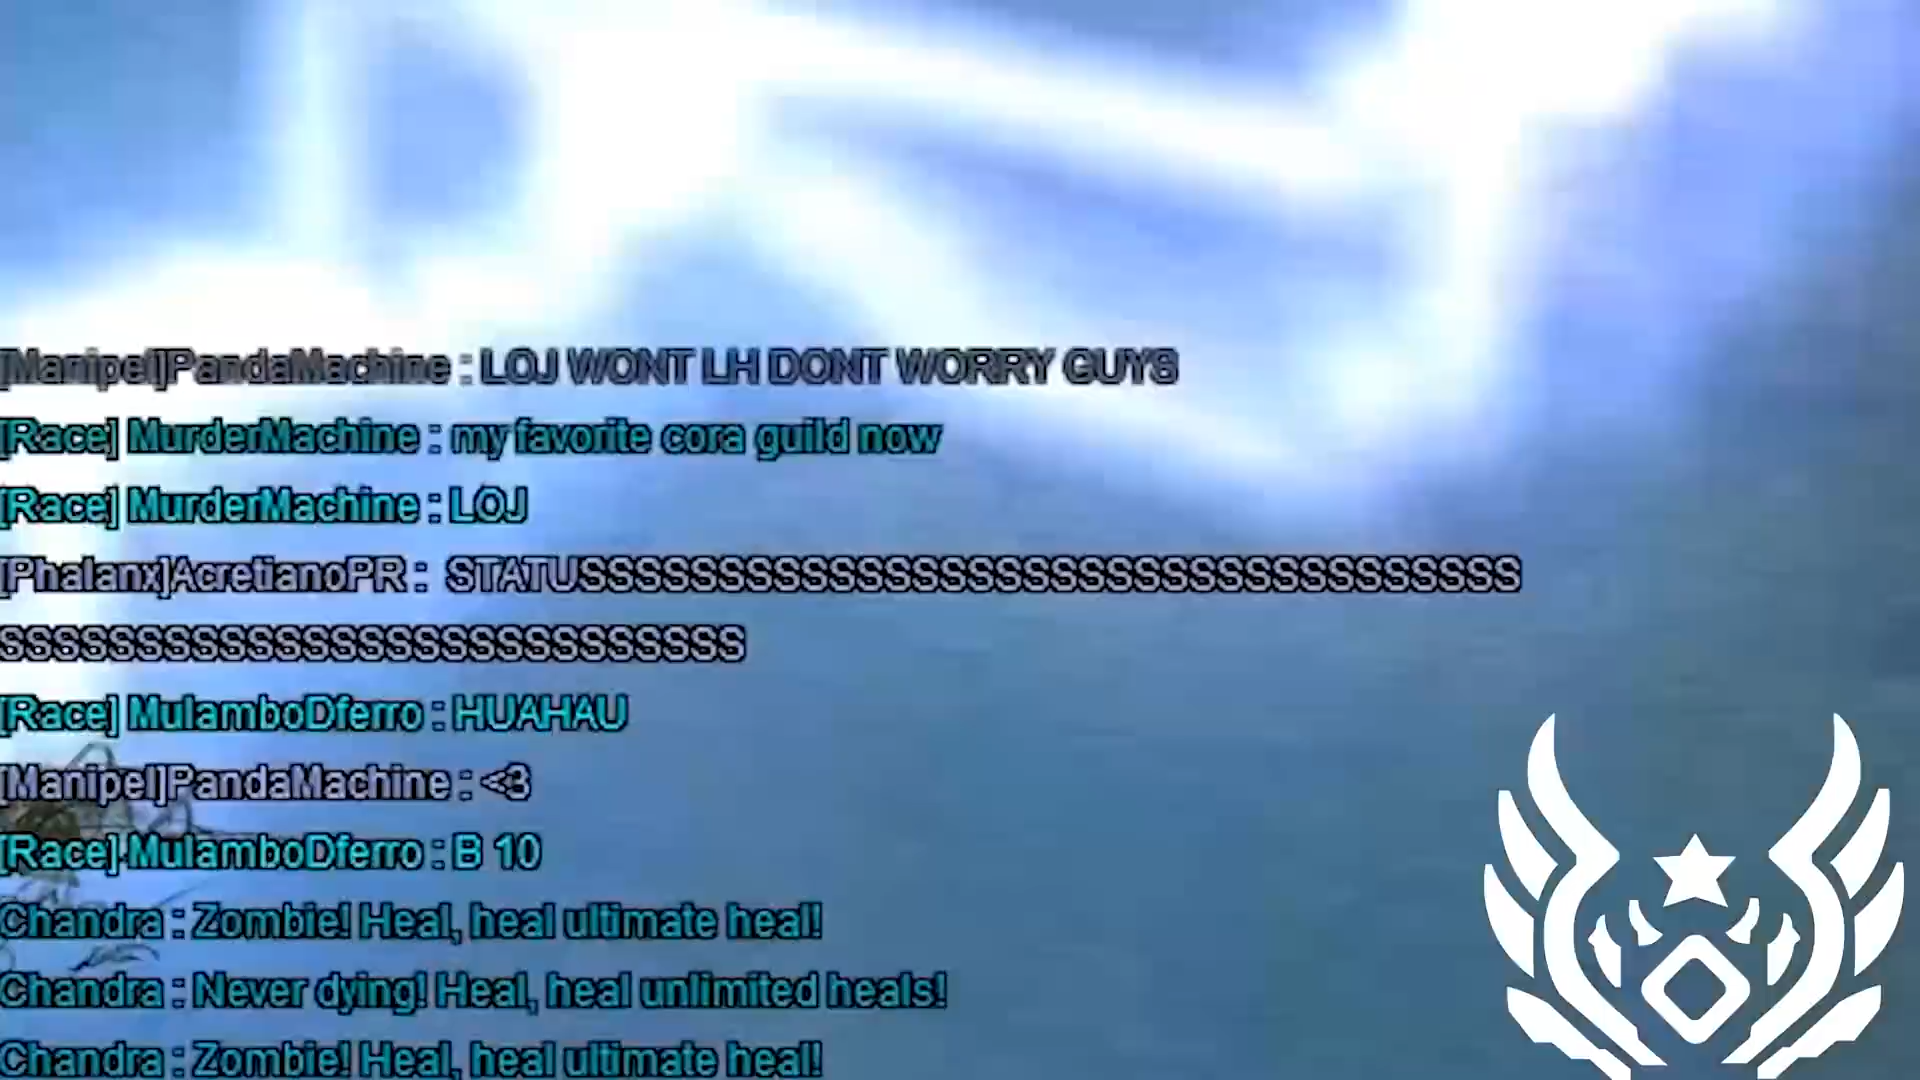 [Manipel]PandaMachine : LOJ WONT LH DONT WORRY GUYS
[Race] MurderMachine : my favorite cora guild now
[Race] MurderMachine : LOJ
[Phalanx]AcretianoPR : STATUSSSSSSSSSSSSSSSSSSSSSSSSSSSSSSSSSS
SSSSSSSSSSSSSSSSSSSSSSSSSSS
[Race] MulamboDferro : HUAHAU
[Manipel]PandaMachine : <3
[Race] MulamboDferro : B 10
Chandra : Zombie! Heal, heal ultimate heal!
Chandra : Never dying! Heal, heal unlimited heals!
Chandra : Zombie! Heal, heal ultimate heal!